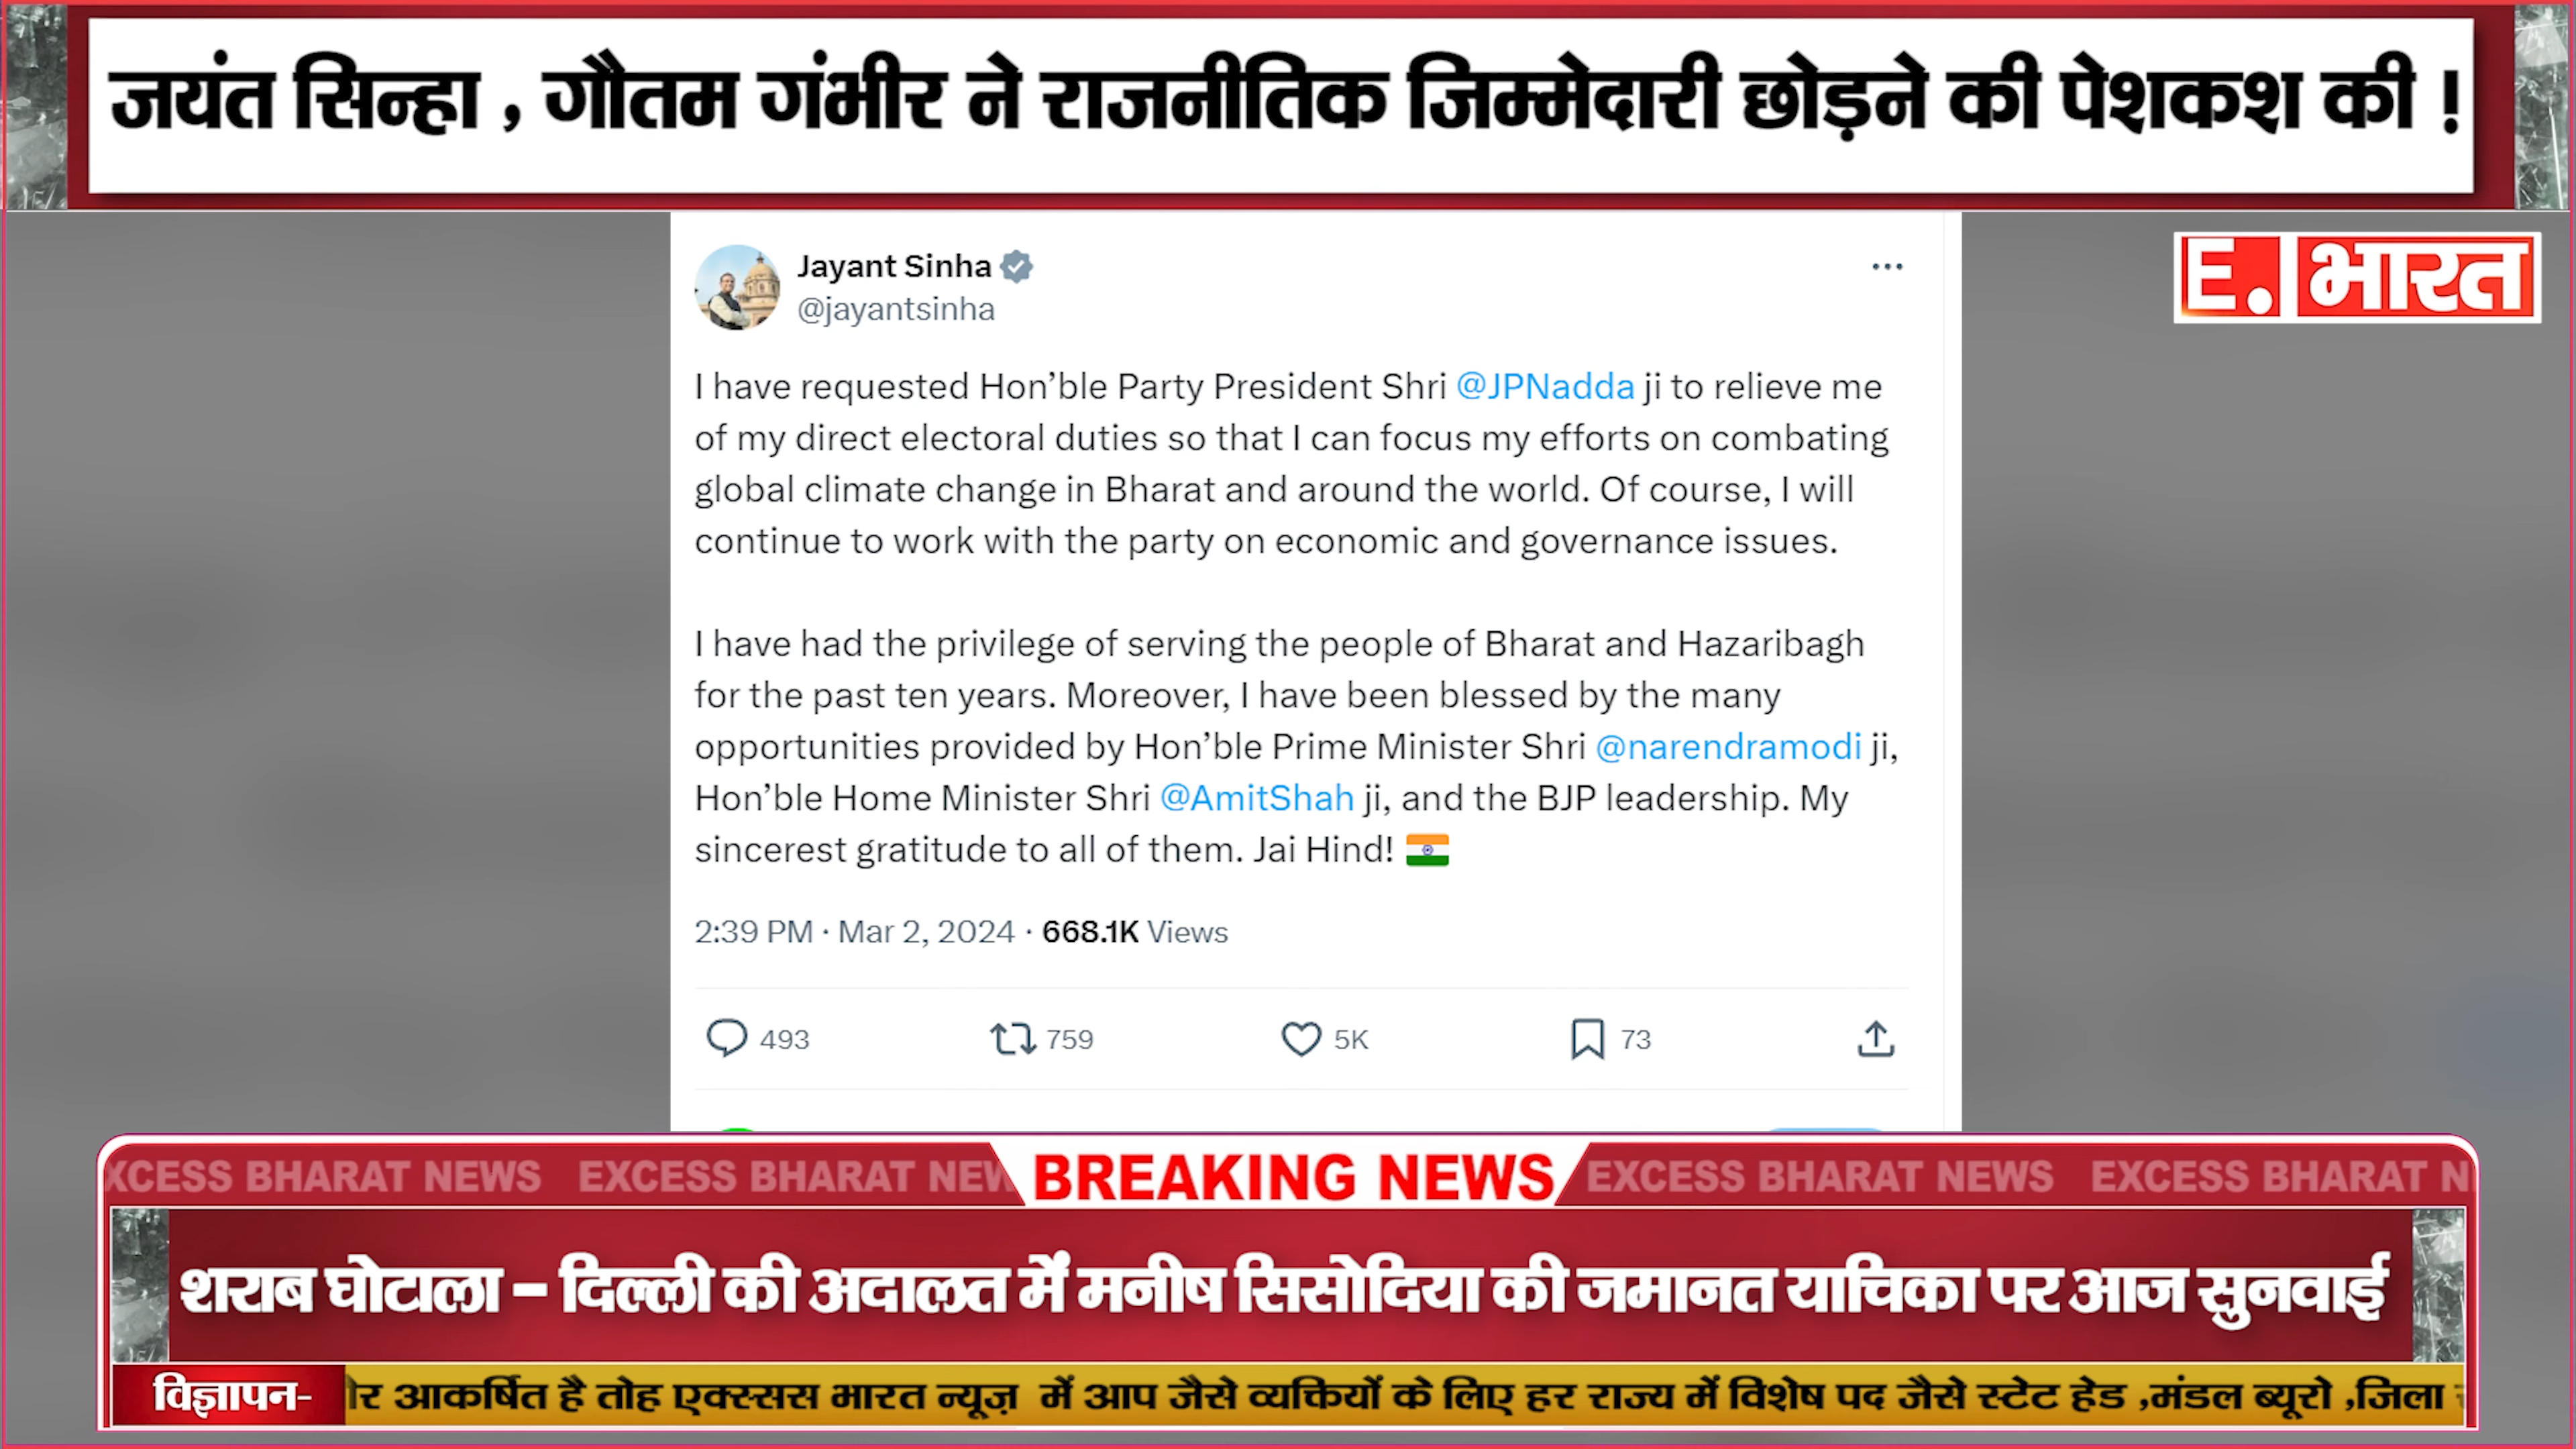 जयंत सिन्हा , गौतम गंभीर ने राजनीतिक जिम्मेदारी छोड़ने की पेशकश की !
E. भारत
Jayant Sinha
@jayantsinha
I have requested Hon’ble Party President Shri @JPNadda ji to relieve me
of my direct electoral duties so that I can focus my efforts on combating
global climate change in Bharat and around the world. Of course, I will
continue to work with the party on economic and governance issues.
I have had the privilege of serving the people of Bharat and Hazaribagh
for the past ten years. Moreover, I have been blessed by the many
opportunities provided by Hon’ble Prime Minister Shri @narendramodi ji,
Hon’ble Home Minister Shri @AmitShah ji, and the BJP leadership. My
sincerest gratitude to all of them. Jai Hind! 🇮🇳
2:39 PM · Mar 2, 2024 · 668.1K Views
493 759 5K 73
XCESS BHARAT NEWS EXCESS BHARAT NEW BREAKING NEWS EXCESS BHARAT NEWS EXCESS BHARAT N
शराब घोटाला – दिल्ली की अदालत में मनीष सिसोदिया की जमानत याचिका पर आज सुनवाई
विज्ञापन- र आकर्षित है तोह एक्स्सस भारत न्यूज़ में आप जैसे व्यक्तियों के लिए हर राज्य में विशेष पद जैसे स्टेट हेड ,मंडल ब्यूरो ,जिला